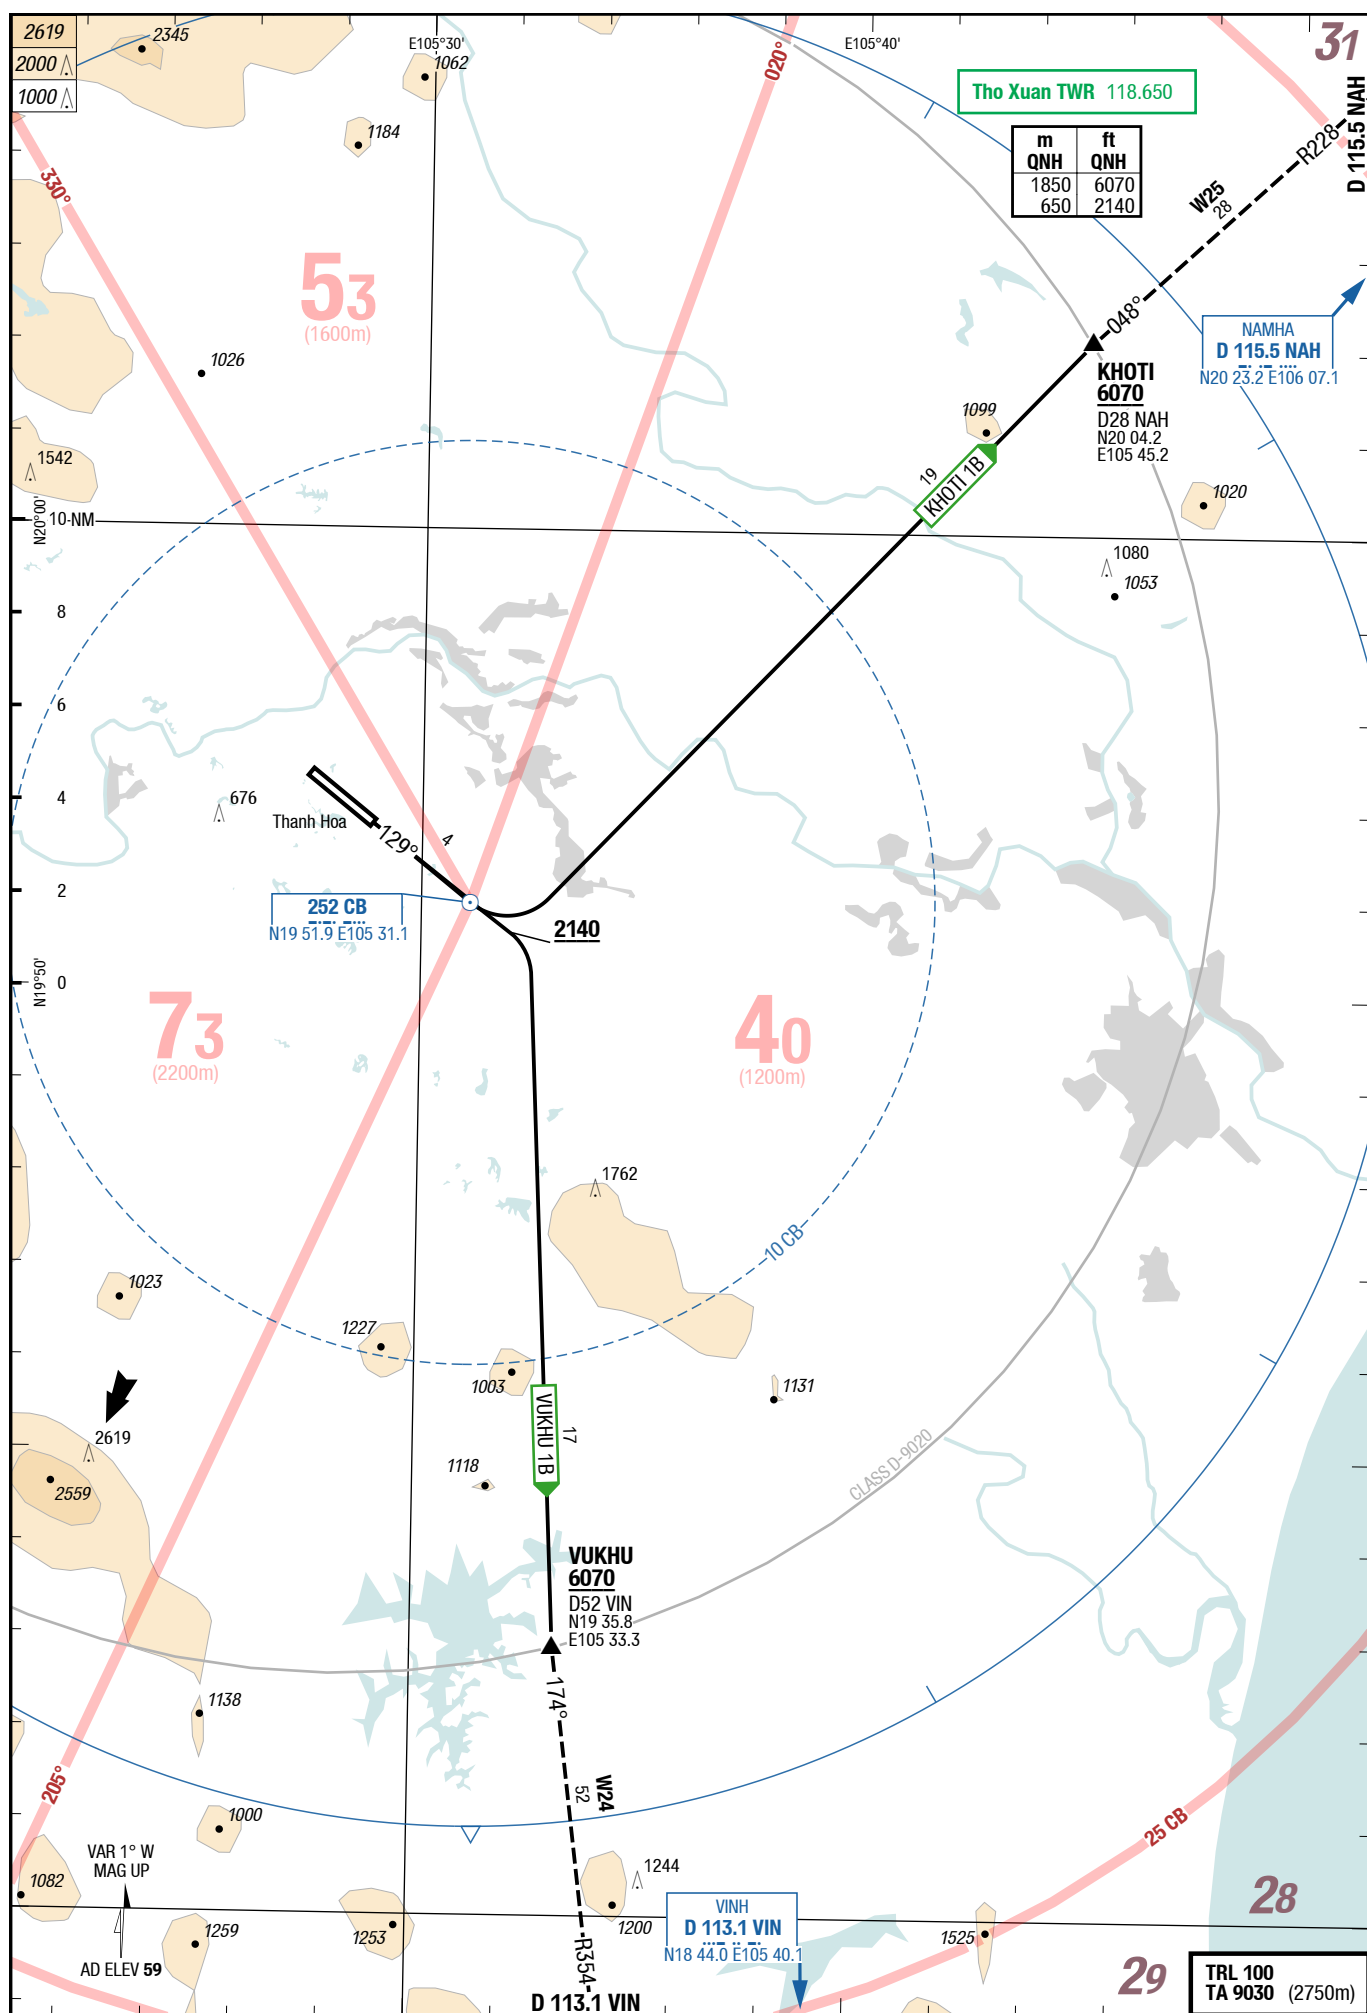 2619
2000
1000
2345
E105°30'
1062
1184
020°
E105°40'
31
Tho Xuan TWR 118.650
m ft
QNH QNH
1850 6070
650 2140
D 115.5 NAH
R228
W25
28
048°
330°
53
(1600m)
1026
NAMHA
D 115.5 NAH
N20 23.2 E106 07.1
KHOTI
6070
D28 NAH
N20 04.2
E105 45.2
1099
19
KHOTI 1B
1542
1020
N20°00'
10-NM
1080
1053
8
6
4
2
0
676
Thanh Hoa
129°
4
252 CB
N19 51.9 E105 31.1
2140
N19°50'
73
(2200m)
40
(1200m)
1762
10 CB
1023
1227
1003
1131
VUKHU 1B
17
2619
2559
1118
CLASS D-9020
VUKHU
6070
D52 VIN
N19 35.8
E105 33.3
174°
1138
205°
W24
52
1000
25 CB
VAR 1° W
MAG UP
1082
1244
28
1259
1253
1200
VINH
D 113.1 VIN
N18 44.0 E105 40.1
1525
R354
AD ELEV 59
29
TRL 100
TA 9030 (2750m)
D 113.1 VIN